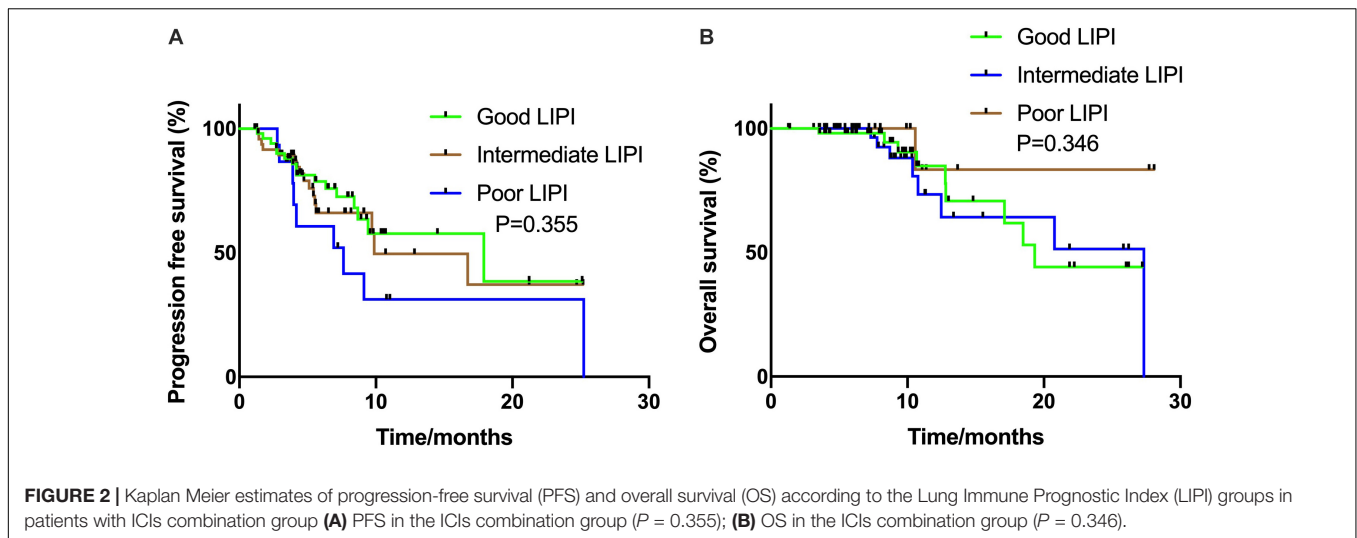 A
Progression free survival (%)
100
50
0
0 10 20 30
Time/months
Good LIPI
Intermediate LIPI
Poor LIPI
P=0.355
B
Overall survival (%)
100
50
0
0 10 20 30
Time/months
Good LIPI
Intermediate LIPI
Poor LIPI
P=0.346
FIGURE 2 | Kaplan Meier estimates of progression-free survival (PFS) and overall survival (OS) according to the Lung Immune Prognostic Index (LIPI) groups in
patients with ICIs combination group (A) PFS in the ICIs combination group (P = 0.355); (B) OS in the ICIs combination group (P = 0.346).